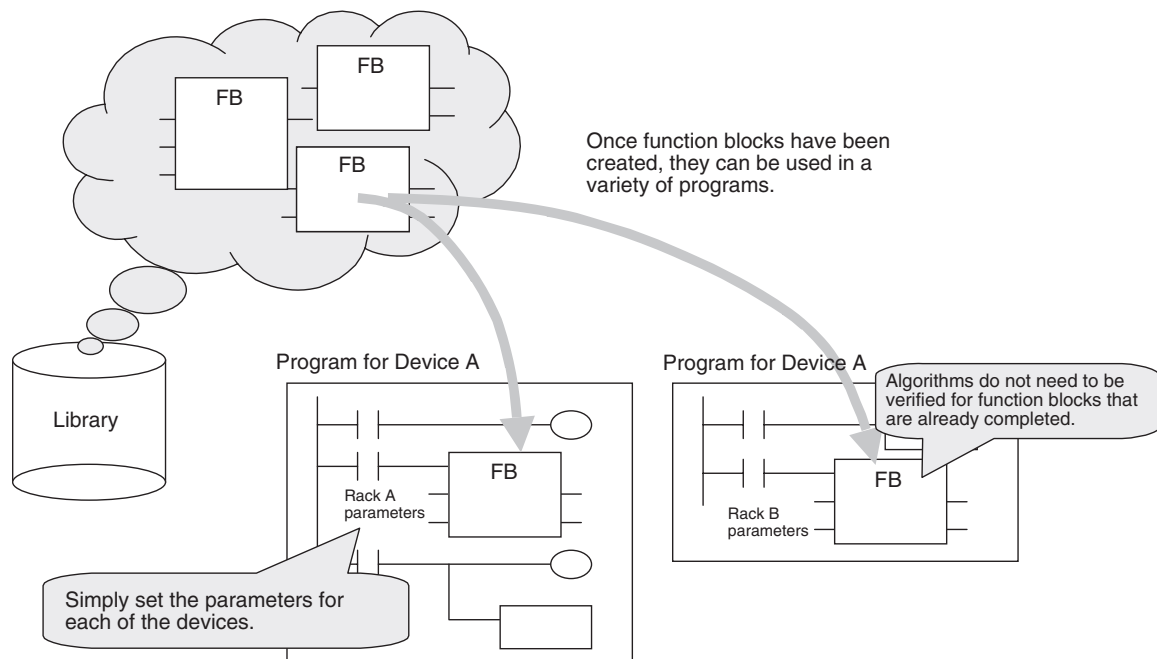 FB
FB
FB
Once function blocks have been
created, they can be used in a
variety of programs.
Library
Program for Device A
FB
Rack A
parameters
Simply set the parameters for
each of the devices.
Program for Device A
Algorithms do not need to be
verified for function blocks that
are already completed.
FB
Rack B
parameters